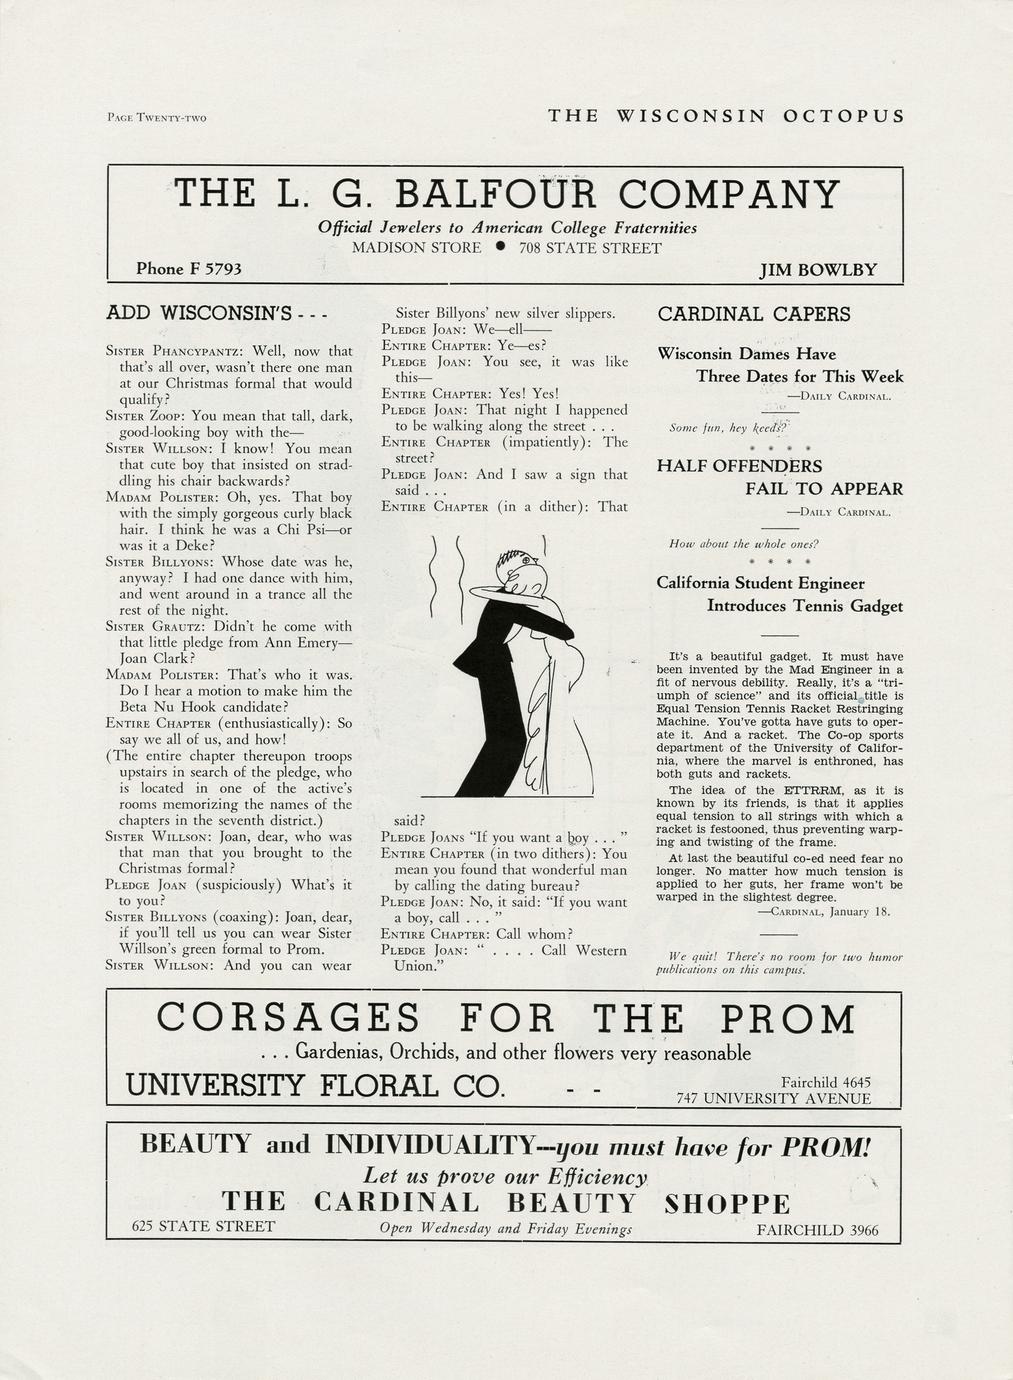 Page Twenty-two
THE WISCONSIN OCTOPUS
THE L. G. BALFOUR COMPANY
Official Jewelers to American College Fraternities
MADISON STORE ● 708 STATE STREET
Phone F 5793
JIM BOWLBY
ADD WISCONSIN'S - - -
Sister Phancypantz: Well, now that
that's all over, wasn't there one man
at our Christmas formal that would
qualify?
Sister Zoop: You mean that tall, dark,
good-looking boy with the—
Sister Willson: I know! You mean
that cute boy that insisted on strad-
dling his chair backwards?
Madam Polister: Oh, yes. That boy
with the simply gorgeous curly black
hair. I think he was a Chi Psi—or
was it a Deke?
Sister Billyons: Whose date was he,
anyway? I had one dance with him,
and went around in a trance all the
rest of the night.
Sister Grautz: Didn't he come with
that little pledge from Ann Emery—
Joan Clark?
Madam Polister: That's who it was.
Do I hear a motion to make him the
Beta Nu Hook candidate?
Entire Chapter (enthusiastically): So
say we all of us, and how!
(The entire chapter thereupon troops
upstairs in search of the pledge, who
is located in one of the active's
rooms memorizing the names of the
chapters in the seventh district.)
Sister Willson: Joan, dear, who was
that man that you brought to the
Christmas formal?
Pledge Joan (suspiciously) What's it
to you?
Sister Billyons (coaxing): Joan, dear,
if you'll tell us you can wear Sister
Willson's green formal to Prom.
Sister Willson: And you can wear
Sister Billyons' new silver slippers.
Pledge Joan: We—ell——
Entire Chapter: Ye—es?
Pledge Joan: You see, it was like
this—
Entire Chapter: Yes! Yes!
Pledge Joan: That night I happened
to be walking along the street . . .
Entire Chapter (impatiently): The
street?
Pledge Joan: And I saw a sign that
said . . .
Entire Chapter (in a dither): That
said?
Pledge Joans "If you want a boy . . . "
Entire Chapter (in two dithers): You
mean you found that wonderful man
by calling the dating bureau?
Pledge Joan: No, it said: "If you want
a boy, call . . . "
Entire Chapter: Call whom?
Pledge Joan: " . . . . Call Western
Union."
CARDINAL CAPERS
Wisconsin Dames Have
Three Dates for This Week
—Daily Cardinal.
Some fun, hey keeds?
* * * *
HALF OFFENDERS
FAIL TO APPEAR
—Daily Cardinal.
How about the whole ones?
* * * *
California Student Engineer
Introduces Tennis Gadget
It's a beautiful gadget. It must have
been invented by the Mad Engineer in a
fit of nervous debility. Really, it's a "tri-
umph of science" and its official title is
Equal Tension Tennis Racket Restringing
Machine. You've gotta have guts to oper-
ate it. And a racket. The Co-op sports
department of the University of Califor-
nia, where the marvel is enthroned, has
both guts and rackets.
The idea of the ETTRRM, as it is
known by its friends, is that it applies
equal tension to all strings with which a
racket is festooned, thus preventing warp-
ing and twisting of the frame.
At last the beautiful co-ed need fear no
longer. No matter how much tension is
applied to her guts, her frame won't be
warped in the slightest degree.
—Cardinal, January 18.
We quit! There's no room for two humor
publications on this campus.
CORSAGES FOR THE PROM
. . . Gardenias, Orchids, and other flowers very reasonable
UNIVERSITY FLORAL CO. - -
Fairchild 4645
747 UNIVERSITY AVENUE
BEAUTY and INDIVIDUALITY---you must have for PROM!
Let us prove our Efficiency
THE CARDINAL BEAUTY SHOPPE
625 STATE STREET
Open Wednesday and Friday Evenings
FAIRCHILD 3966